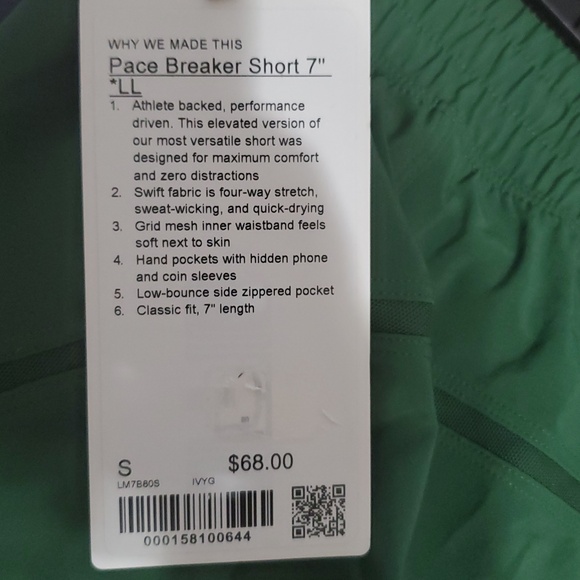 WHY WE MADE THIS
Pace Breaker Short 7"
*LL
1. Athlete backed, performance
driven. This elevated version of
our most versatile short was
designed for maximum comfort
and zero distractions
2. Swift fabric is four-way stretch,
sweat-wicking, and quick-drying
3. Grid mesh inner waistband feels
soft next to skin
4. Hand pockets with hidden phone
and coin sleeves
5. Low-bounce side zippered pocket
6. Classic fit, 7" length
S $68.00
LM7B80S IVYG
000158100644